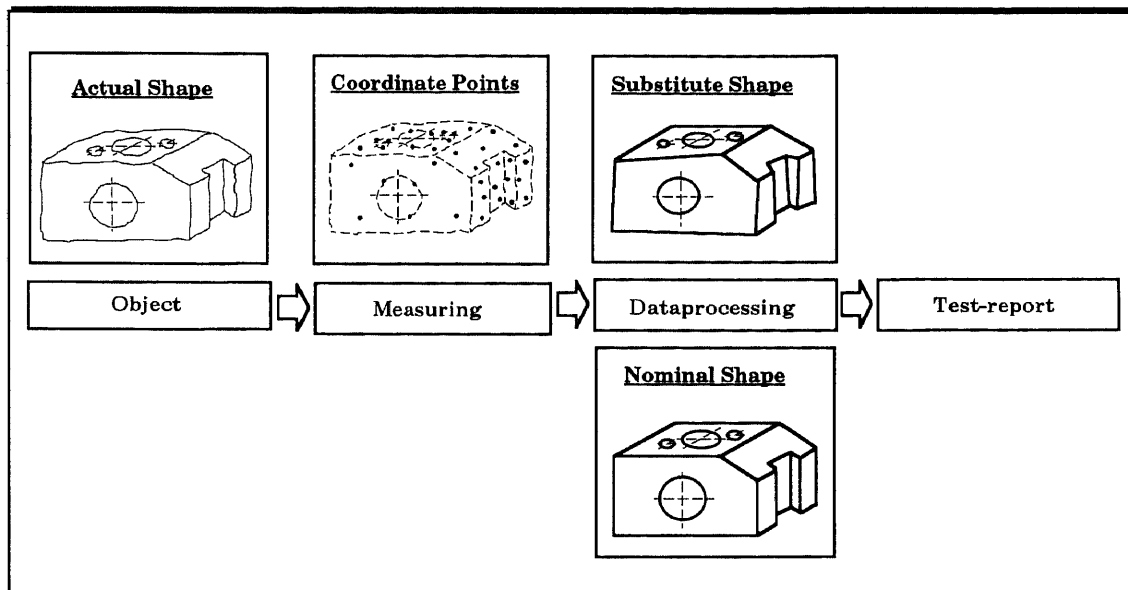 Actual Shape
Coordinate Points
Substitute Shape
Object
Measuring
Dataprocessing
Test-report
Nominal Shape